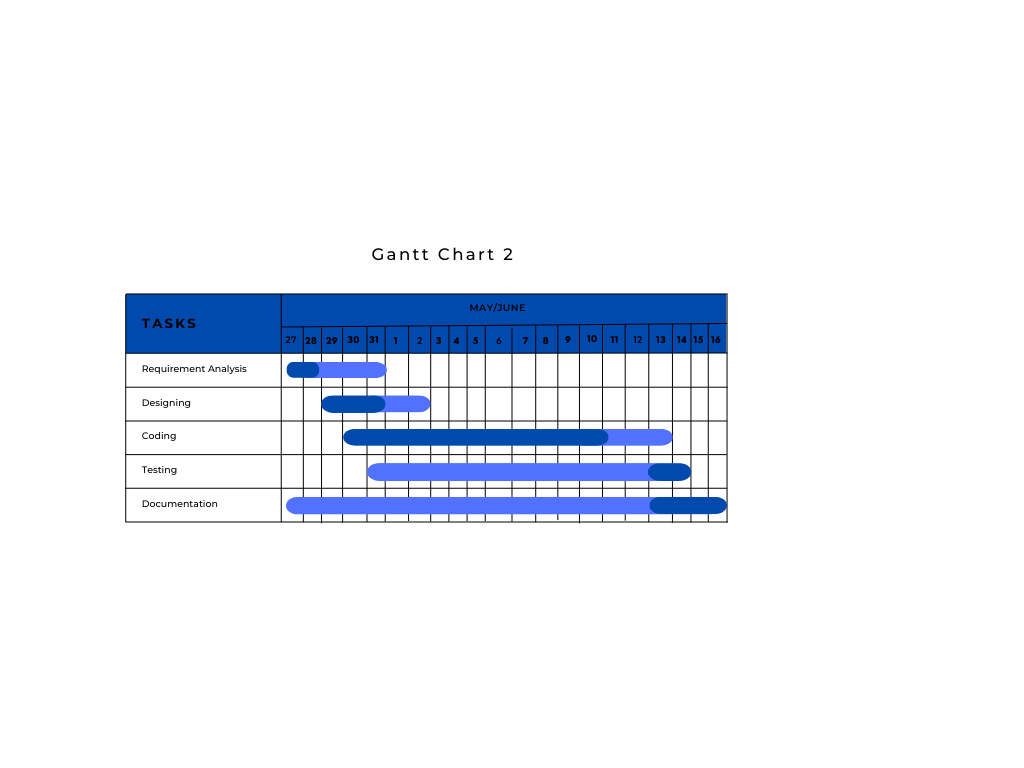 Gantt Chart 2
TASKS
MAY/JUNE
27 28 29 30 31 1 2 3 4 5 6 7 8 9 10 11 12 13 14 15 16
Requirement Analysis
Designing
Coding
Testing
Documentation